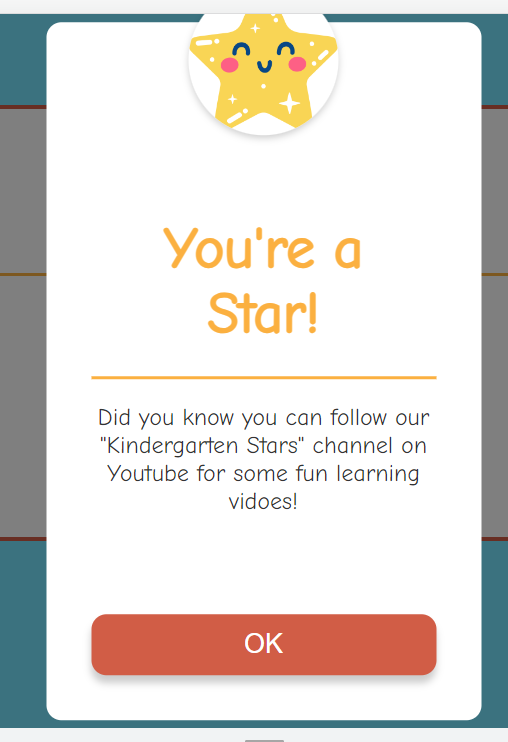 You're a
Star!
Did you know you can follow our
"Kindergarten Stars" channel on
Youtube for some fun learning
vidoes!
OK